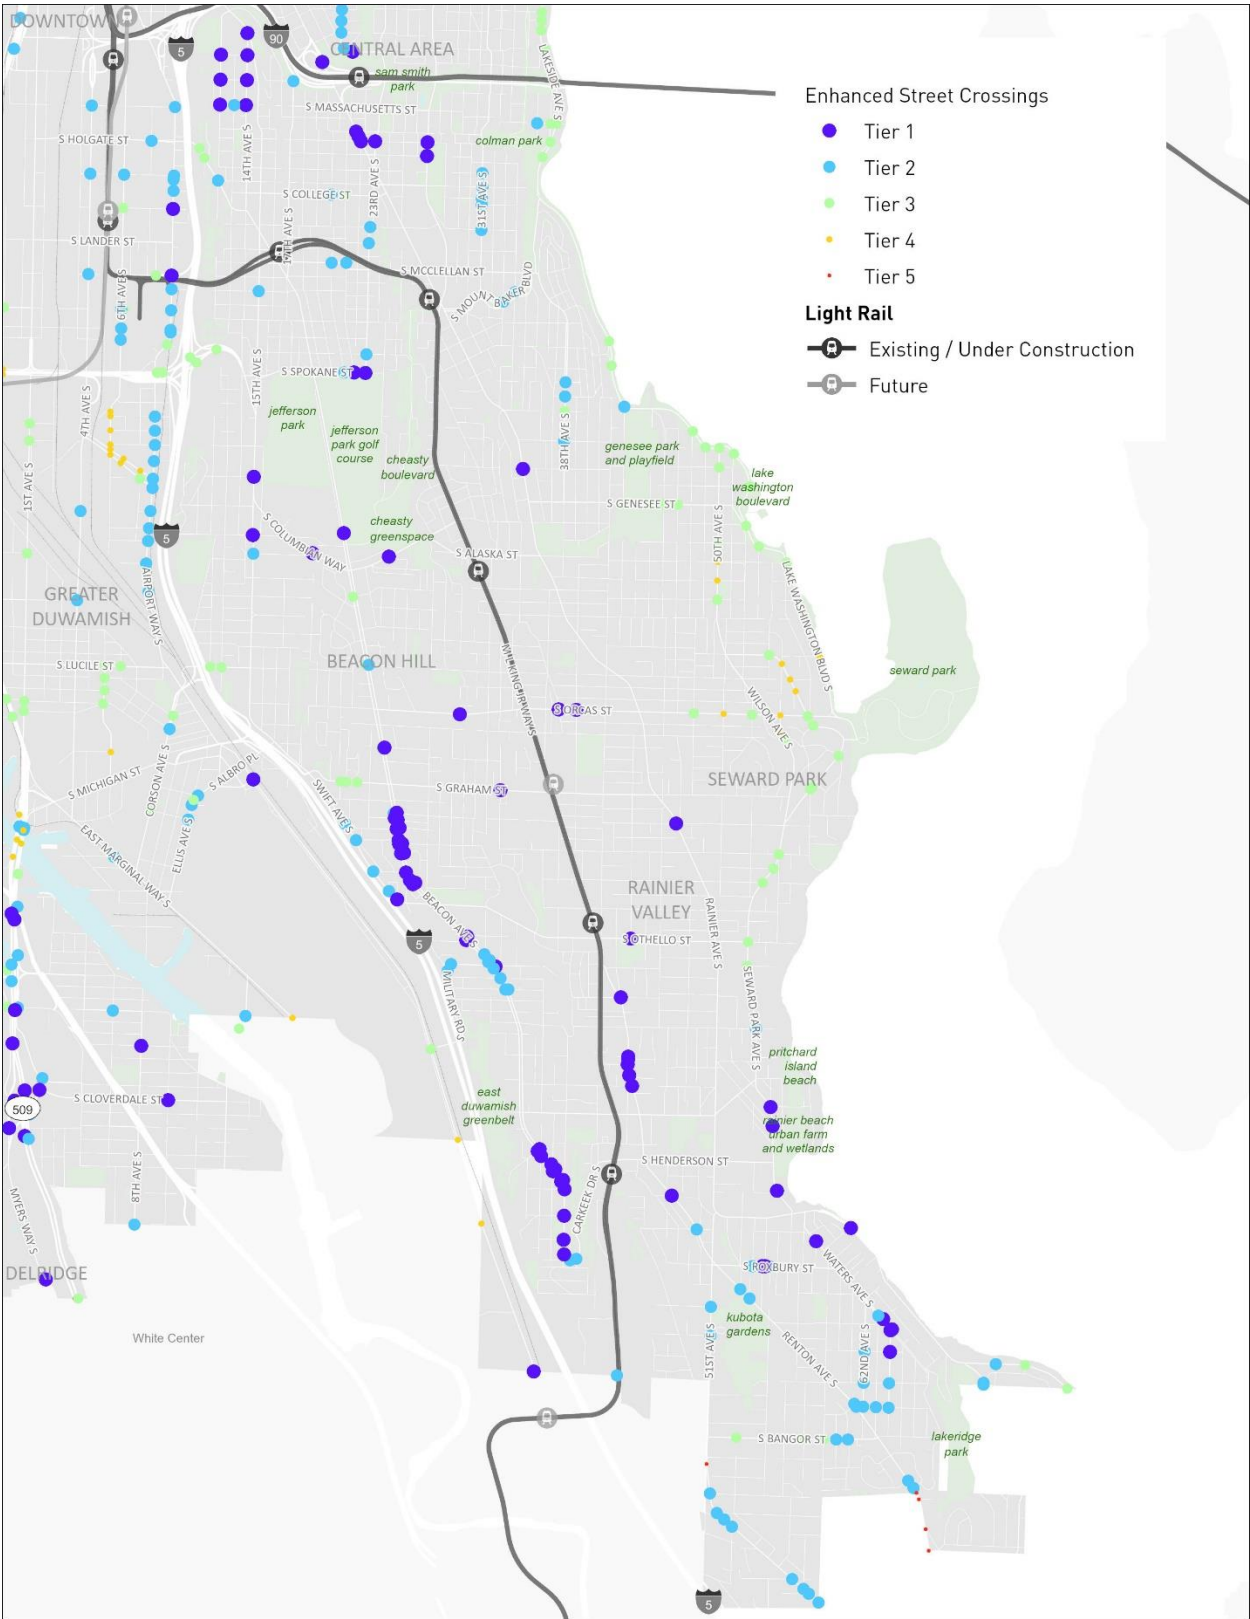 DOWNTOWN
5
90
CENTRAL AREA
sam smith
park
LAKESIDE AVE S
Enhanced Street Crossings
Tier 1
Tier 2
Tier 3
Tier 4
Tier 5
Light Rail
Existing / Under Construction
Future
S MASSACHUSETTS ST
S HOLGATE ST
14TH AVE S
colman park
23RD AVE S
S COLLEGE ST
31ST AVE S
17TH AVE S
S LANDER ST
S MCCLELLAN ST
S MOUNT BAKER BLVD
6TH AVE S
15TH AVE S
S SPOKANE ST
4TH AVE S
jefferson
park
jefferson
park golf
course
cheasty
boulevard
38TH AVE S
genesee park
and playfield
lake
washington
boulevard
1ST AVE S
S GENESEE ST
50TH AVE S
cheasty
greenspace
S COLUMBIAN WAY
5
S ALASKA ST
AIRPORT WAY S
LAKE WASHINGTON BLVD S
GREATER
DUWAMISH
S LUCILE ST
BEACON HILL
M L KING JR WAY S
seward park
WILSON AVE S
S ORCAS ST
SEWARD PARK
S MICHIGAN ST
CORSON AVE S
S ALBRO PL
SWIFT AVE S
S GRAHAM ST
ELLIS AVE S
EAST MARGINAL WAY S
RAINIER
VALLEY
BEACON AVE S
RAINIER AVE S
S OTHELLO ST
5
MILITARY RD S
SEWARD PARK AVE S
pritchard
island
beach
east
duwamish
greenbelt
S CLOVERDALE ST
509
rainier beach
urban farm
and wetlands
S HENDERSON ST
8TH AVE S
CARKEEK DR S
MYERS WAY S
DELRIDGE
S ROXBURY ST
WATERS AVE S
kubota
gardens
White Center
51ST AVE S
RENTON AVE S
62ND AVE S
S BANGOR ST
lakeridge
park
5